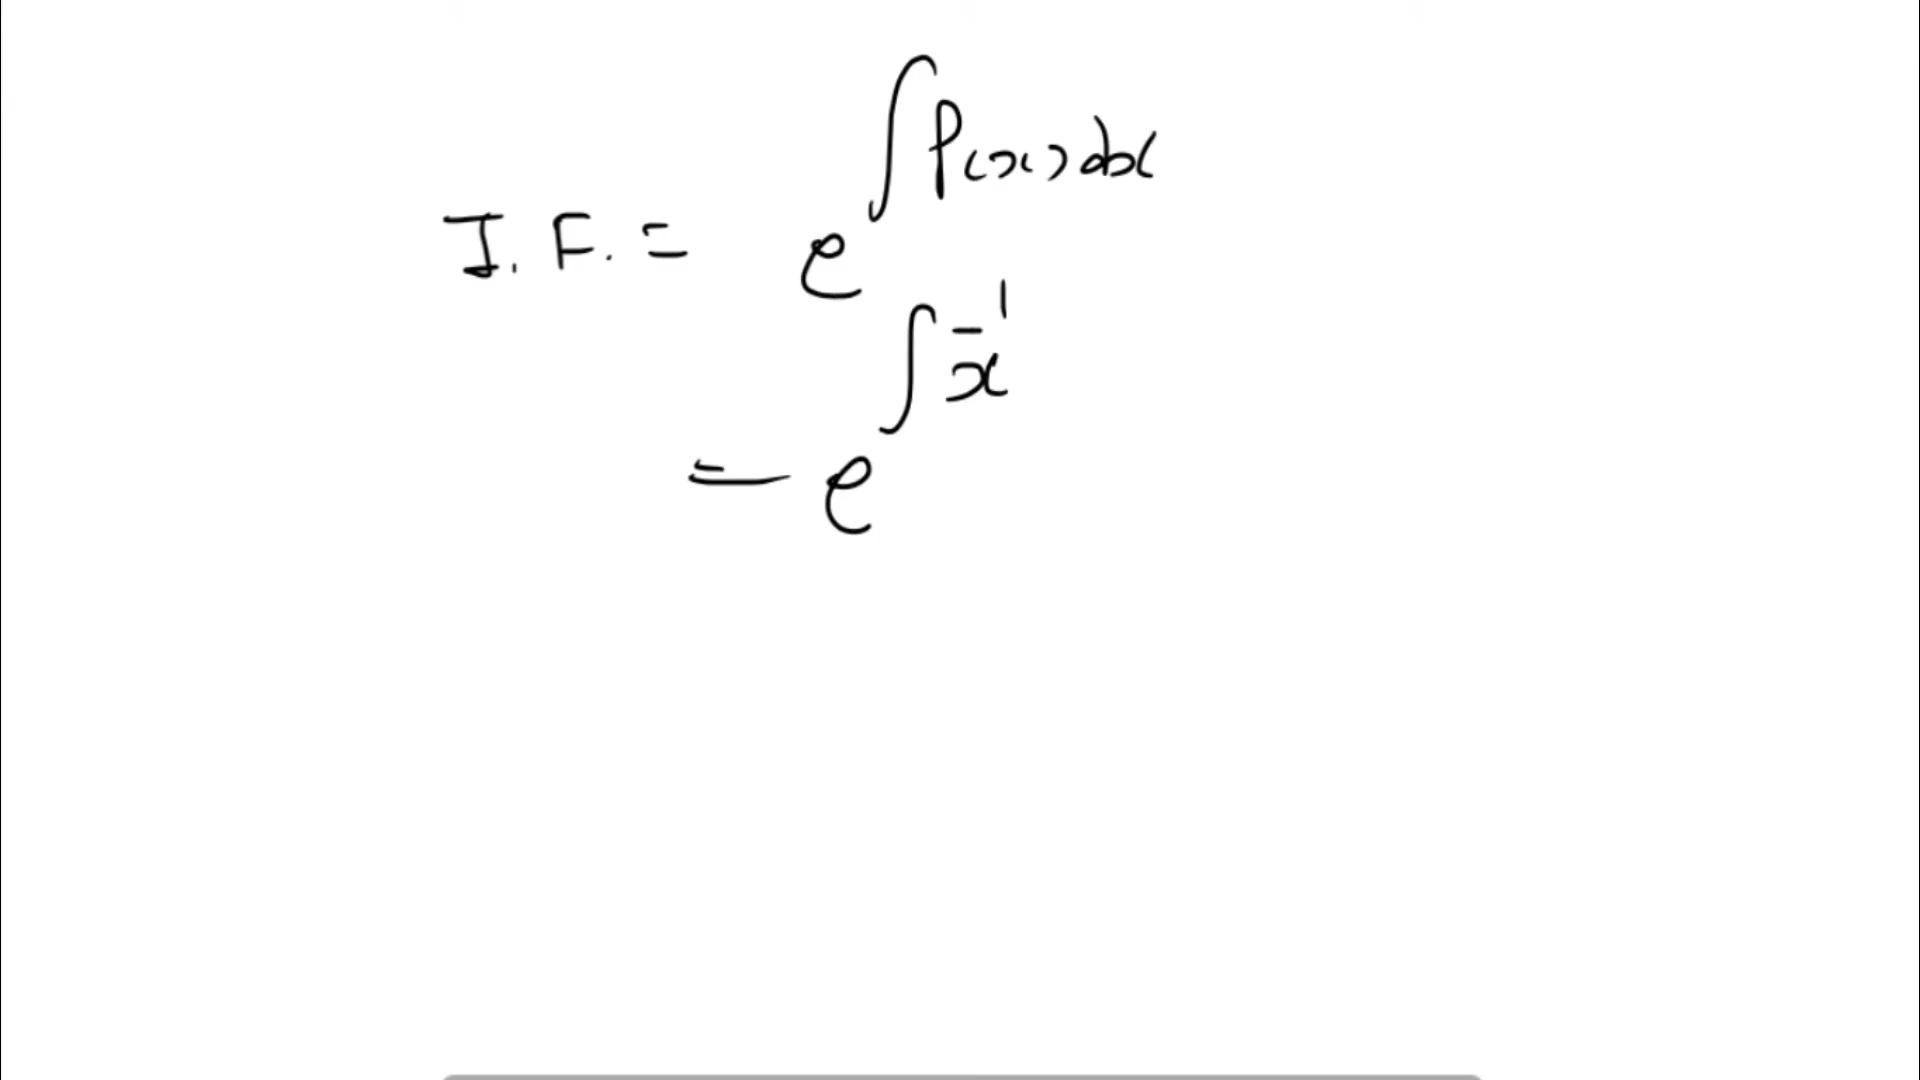 I.F. = e^∫P(x)dx
= e^∫x^-1